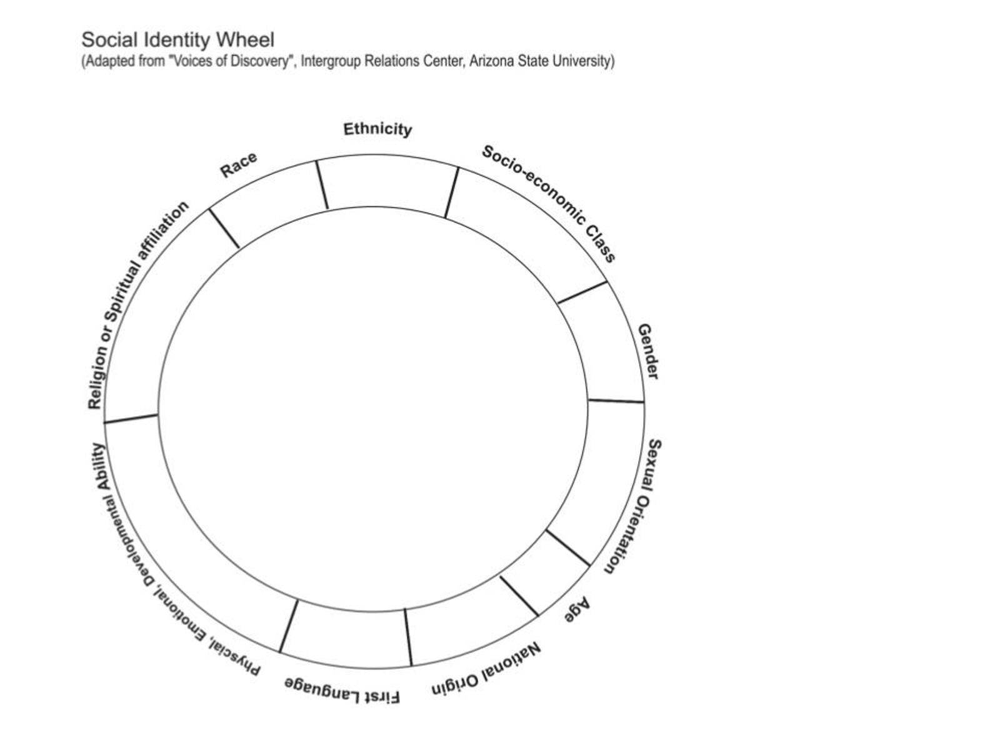 Social Identity Wheel
(Adapted from "Voices of Discovery", Intergroup Relations Center, Arizona State University)
Ethnicity
Socio-economic Class
Gender
Sexual Orientation
Age
National Origin
First Language
Physcial, Emotional, Developmental Ability
Religion or Spiritual affiliation
Race